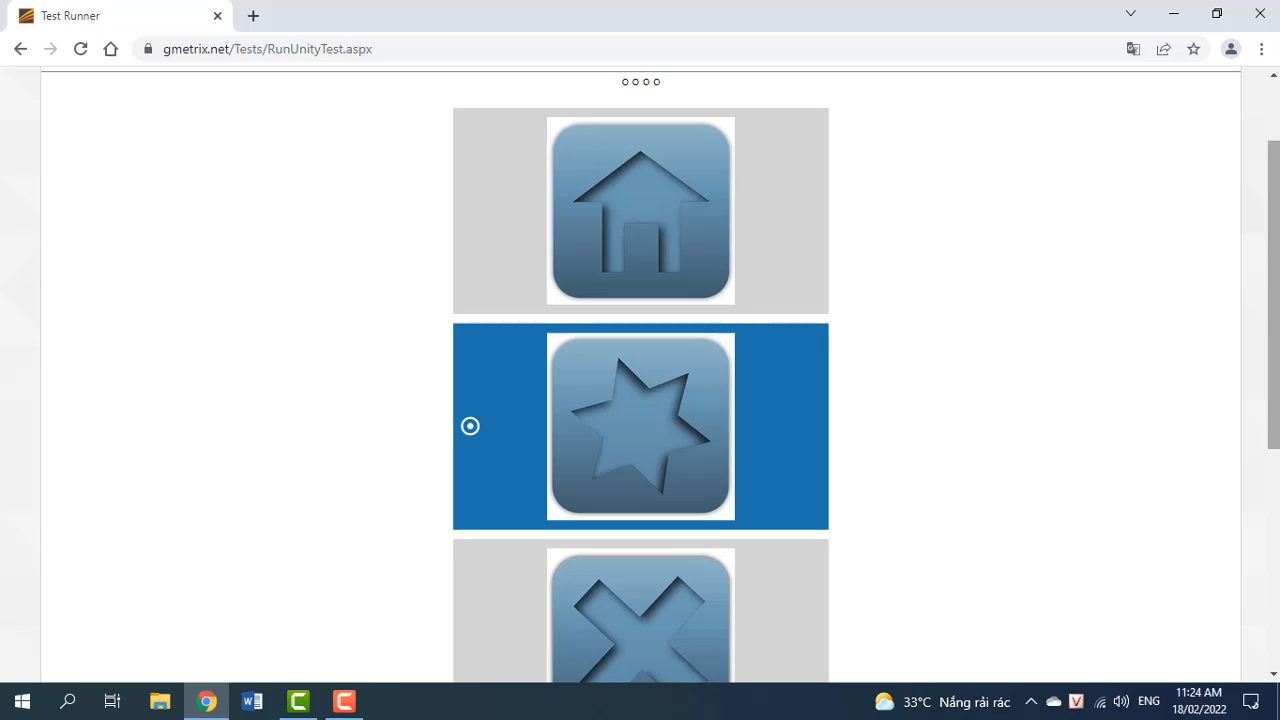 Test Runner
gmetrix.net/Tests/RunUnityTest.aspx
33°C Nắng rải rác
ENG
11:24 AM
18/02/2022